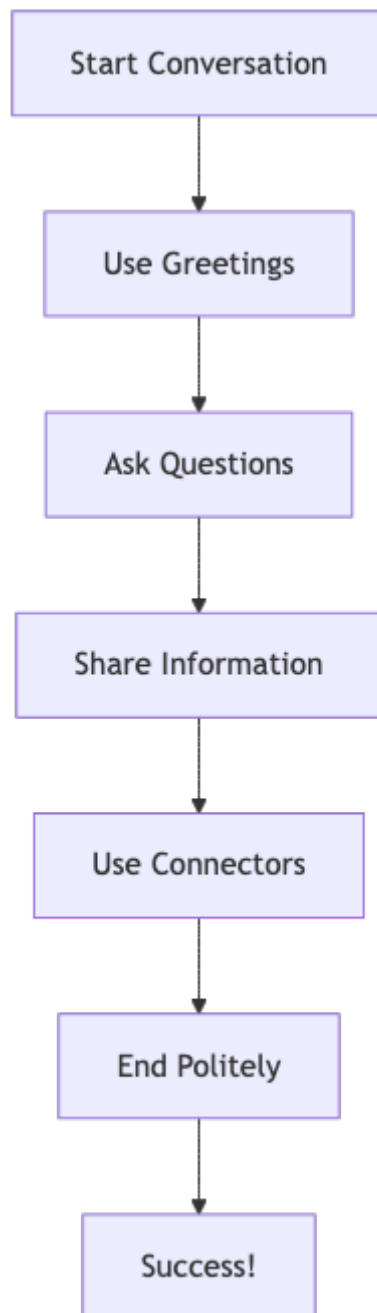 Start Conversation
Use Greetings
Ask Questions
Share Information
Use Connectors
End Politely
Success!